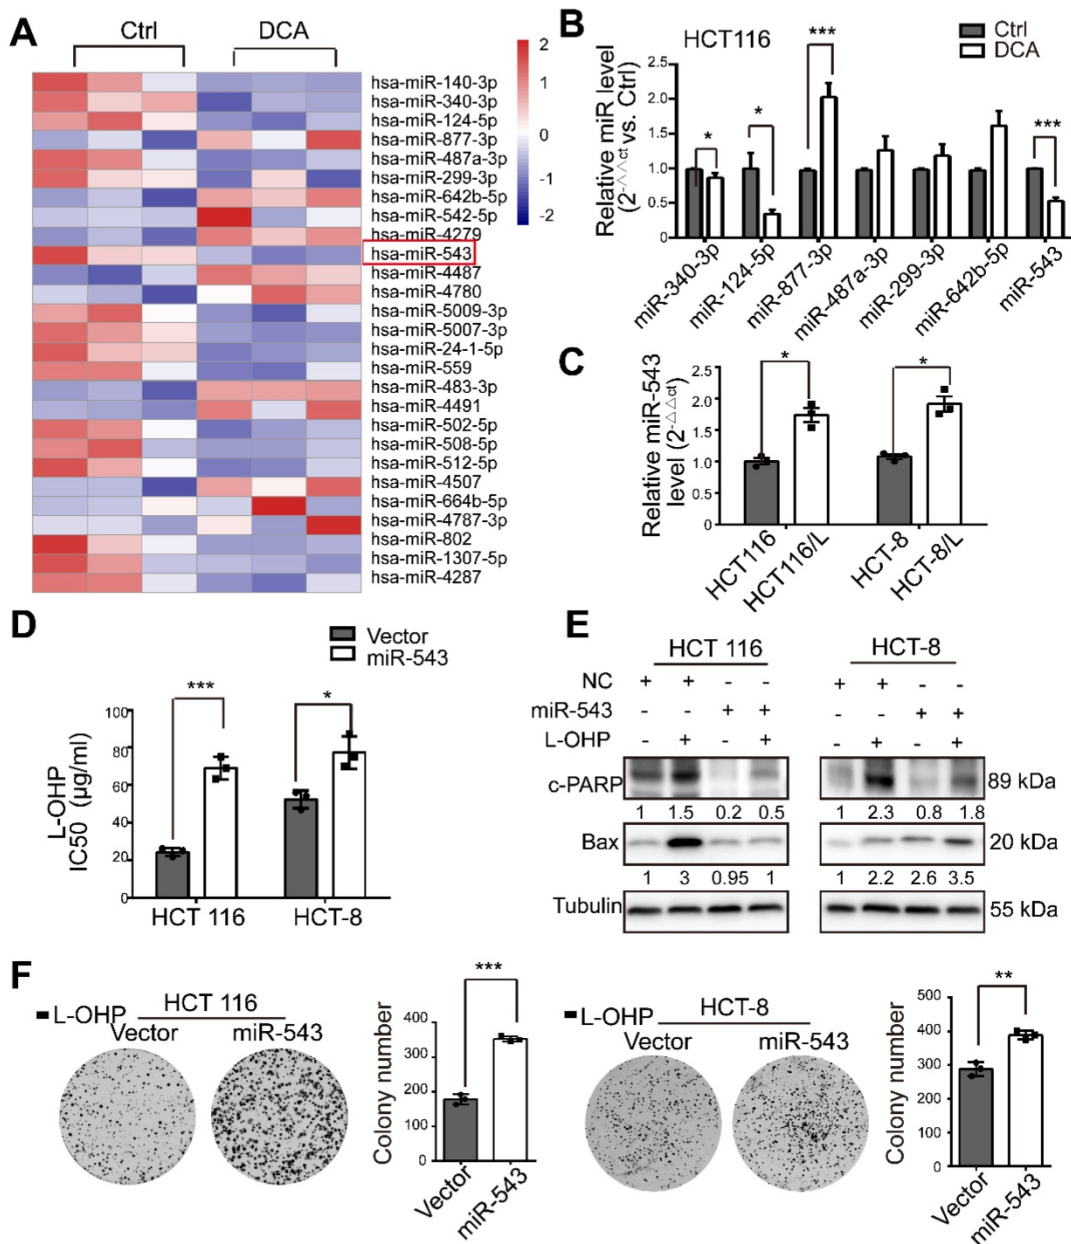 A
Ctrl DCA
hsa-miR-140-3p
hsa-miR-340-3p
hsa-miR-124-5p
hsa-miR-877-3p
hsa-miR-487a-3p
hsa-miR-299-3p
hsa-miR-642b-5p
hsa-miR-542-5p
hsa-miR-4279
hsa-miR-543
hsa-miR-4487
hsa-miR-4780
hsa-miR-5009-3p
hsa-miR-5007-3p
hsa-miR-24-1-5p
hsa-miR-559
hsa-miR-483-3p
hsa-miR-4491
hsa-miR-502-5p
hsa-miR-508-5p
hsa-miR-512-5p
hsa-miR-4507
hsa-miR-664b-5p
hsa-miR-4787-3p
hsa-miR-802
hsa-miR-1307-5p
hsa-miR-4287
2
1
0
-1
-2
B
HCT116
Ctrl
DCA
Relative miR level
(2-△△ct vs. Ctrl)
2.5
2.0
1.5
1.0
0.5
0
* * *** ***
miR-340-3p
miR-124-5p
miR-877-3p
miR-487a-3p
miR-299-3p
miR-642b-5p
miR-543
C
Relative miR-543
level (2-△△ct)
2.5
2.0
1.5
1.0
0.5
0
* *
HCT116
HCT116/L
HCT-8
HCT-8/L
D
Vector
miR-543
L-OHP
IC50 (μg/ml)
100
80
60
40
20
0
*** *
HCT 116 HCT-8
E
HCT 116 HCT-8
NC + + - - + + - -
miR-543 - - + + - - + +
L-OHP - + - + - + - +
c-PARP 89 kDa
1 1.5 0.2 0.5 1 2.3 0.8 1.8
Bax 20 kDa
1 3 0.95 1 1 2.2 2.6 3.5
Tubulin 55 kDa
F
L-OHP
HCT 116
Vector miR-543
Colony number
400
300
200
100
0
***
Vector
miR-543
L-OHP
HCT-8
Vector miR-543
Colony number
500
400
300
200
100
0
**
Vector
miR-543